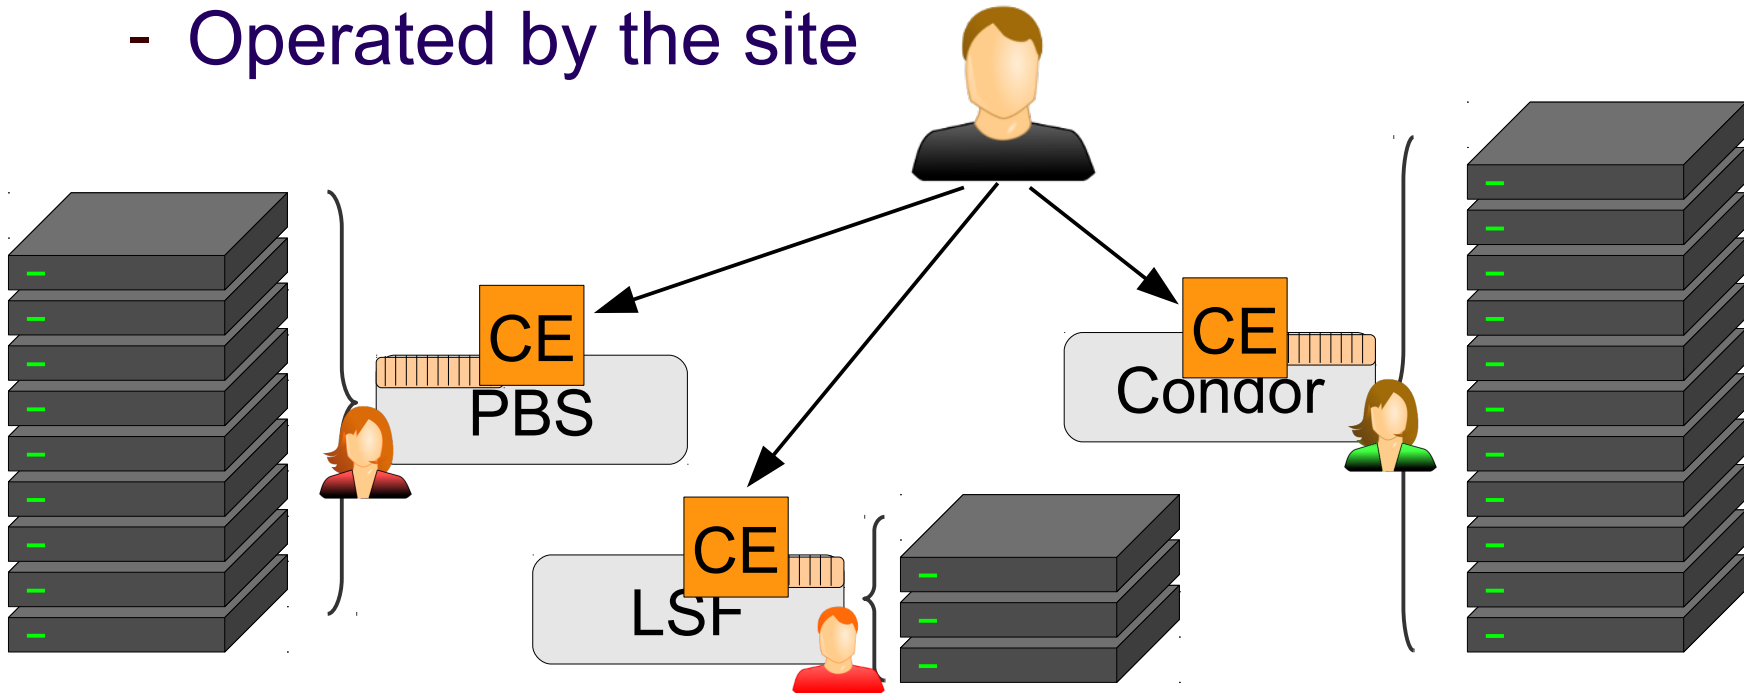 - Operated by the site
CE
PBS
CE
Condor
CE
LSF